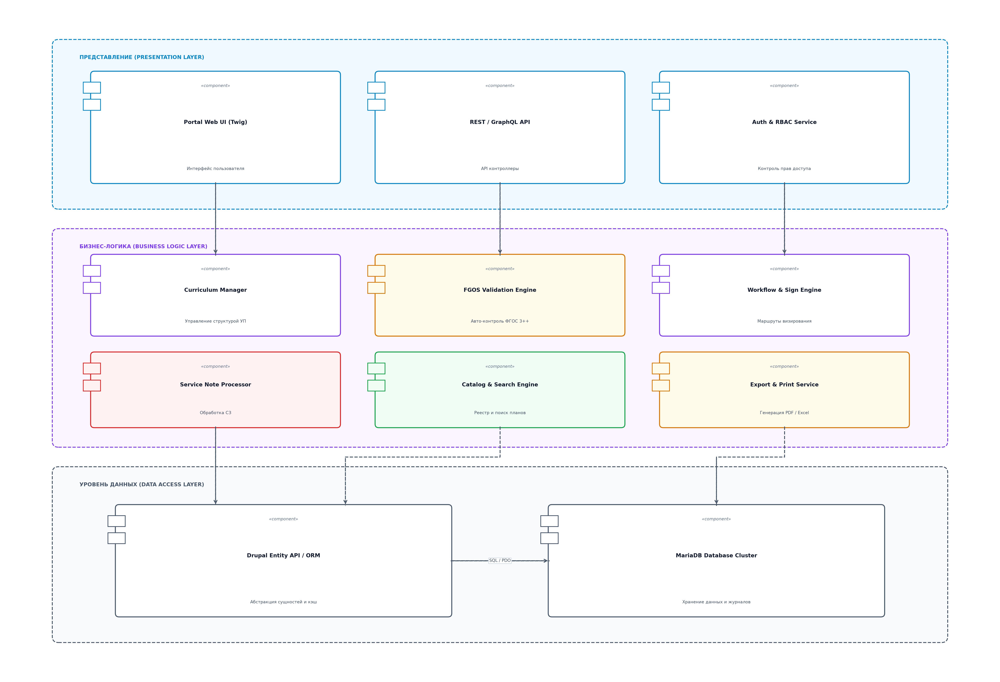 ПРЕДСТАВЛЕНИЕ (PRESENTATION LAYER)
«component»
Portal Web UI (Twig)
Интерфейс пользователя
«component»
REST / GraphQL API
API контроллеры
«component»
Auth & RBAC Service
Контроль прав доступа
БИЗНЕС-ЛОГИКА (BUSINESS LOGIC LAYER)
«component»
Curriculum Manager
Управление структурой УП
«component»
FGOS Validation Engine
Авто-контроль ФГОС 3++
«component»
Workflow & Sign Engine
Маршруты визирования
«component»
Service Note Processor
Обработка СЗ
«component»
Catalog & Search Engine
Реестр и поиск планов
«component»
Export & Print Service
Генерация PDF / Excel
УРОВЕНЬ ДАННЫХ (DATA ACCESS LAYER)
«component»
Drupal Entity API / ORM
Абстракция сущностей и кэш
SQL / PDO
«component»
MariaDB Database Cluster
Хранение данных и журналов